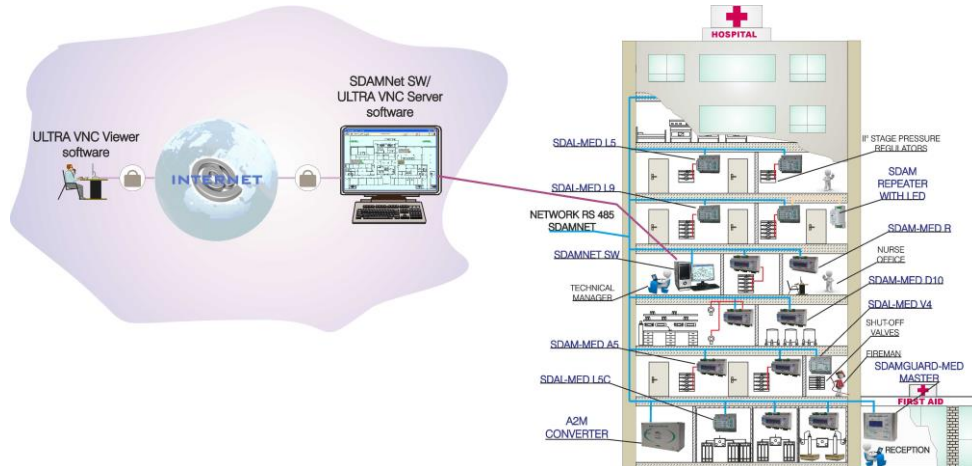 SDAMNet SW/
ULTRA VNC Server
software
ULTRA VNC Viewer
software
INTERNET
@
HOSPITAL
SDAL-MED L5
II° STAGE PRESSURE
REGULATORS
SDAL-MED L9
SDAM
REPEATER
WITH LED
NETWORK RS 485
SDAMNET
SDAM-MED R
SDAMNET SW
NURSE
OFFICE
TECHNICAL
MANAGER
SDAM-MED D10
SDAL-MED V4
SHUT-OFF
VALVES
SDAM-MED A5
FIREMAN
SDAMGUARD-MED
MASTER
SDAL-MED L5C
FIRST AID
A2M
CONVERTER
RECEPTION